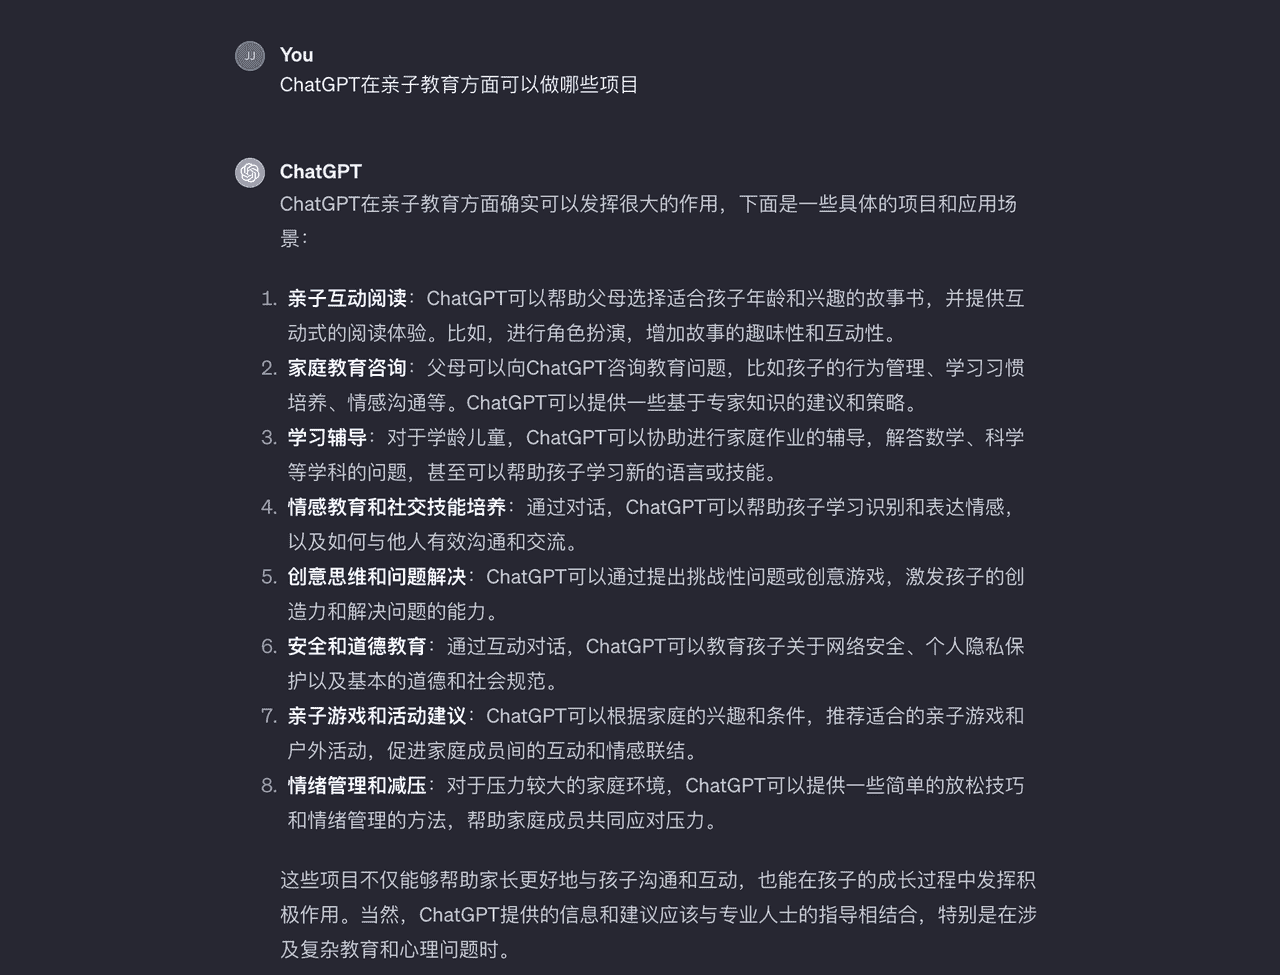 JJ
You
ChatGPT在亲子教育方面可以做哪些项目
ChatGPT
ChatGPT在亲子教育方面确实可以发挥很大的作用，下面是一些具体的项目和应用场
景：
1. 亲子互动阅读：ChatGPT可以帮助父母选择适合孩子年龄和兴趣的故事书，并提供互
动式的阅读体验。比如，进行角色扮演，增加故事的趣味性和互动性。
2. 家庭教育咨询：父母可以向ChatGPT咨询教育问题，比如孩子的行为管理、学习习惯
培养、情感沟通等。ChatGPT可以提供一些基于专家知识的建议和策略。
3. 学习辅导：对于学龄儿童，ChatGPT可以协助进行家庭作业的辅导，解答数学、科学
等学科的问题，甚至可以帮助孩子学习新的语言或技能。
4. 情感教育和社交技能培养：通过对话，ChatGPT可以帮助孩子学习识别和表达情感，
以及如何与他人有效沟通和交流。
5. 创意思维和问题解决：ChatGPT可以通过提出挑战性问题或创意游戏，激发孩子的创
造力和解决问题的能力。
6. 安全和道德教育：通过互动对话，ChatGPT可以教育孩子关于网络安全、个人隐私保
护以及基本的道德和社会规范。
7. 亲子游戏和活动建议：ChatGPT可以根据家庭的兴趣和条件，推荐适合的亲子游戏和
户外活动，促进家庭成员间的互动和情感联结。
8. 情绪管理和减压：对于压力较大的家庭环境，ChatGPT可以提供一些简单的放松技巧
和情绪管理的方法，帮助家庭成员共同应对压力。
这些项目不仅能够帮助家长更好地与孩子沟通和互动，也能在孩子的成长过程中发挥积
极作用。当然，ChatGPT提供的信息和建议应该与专业人士的指导相结合，特别是在涉
及复杂教育和心理问题时。